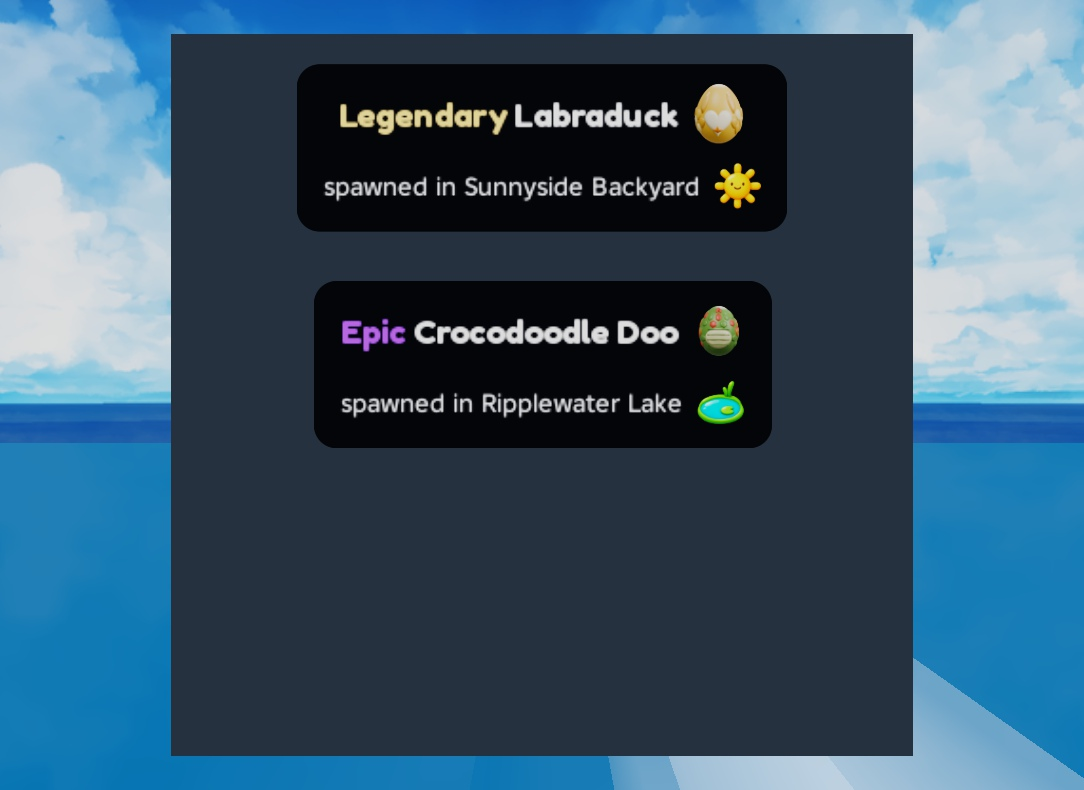 Legendary Labraduck
spawned in Sunnyside Backyard
Epic Crocodoodle Doo
spawned in Ripplewater Lake